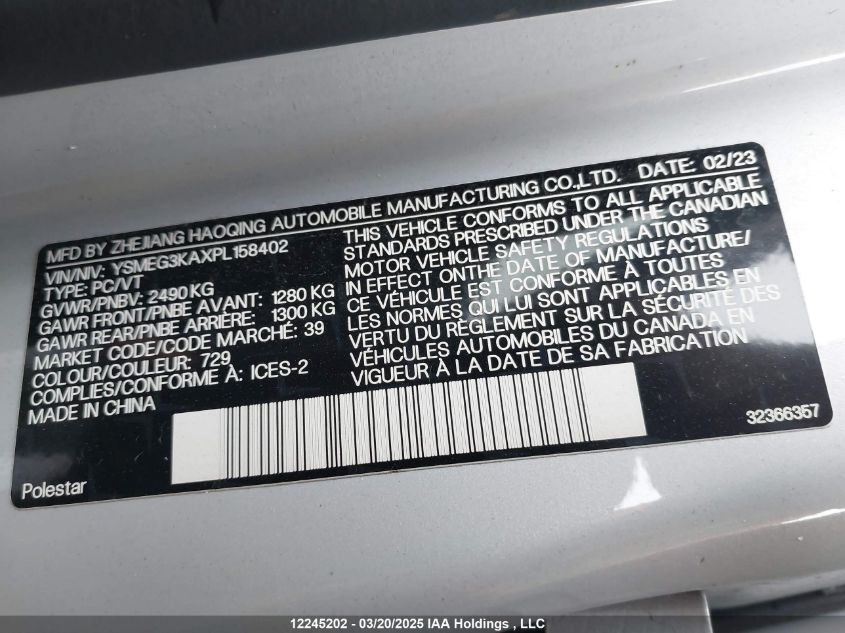 MFD BY ZHEJIANG HAOQING AUTOMOBILE MANUFACTURING CO.,LTD. DATE: 02/23
VIN/NIV: YSMEG3KAXPL158402
TYPE: PC/VT
GVWR/PNBV: 2490 KG
GAWR FRONT/PNBE AVANT: 1280 KG
GAWR REAR/PNBE ARRIÈRE: 1300 KG
MARKET CODE/CODE MARCHÉ: 39
COLOUR/COULEUR: 729
COMPLIES/CONFORME À: ICES-2
MADE IN CHINA
THIS VEHICLE CONFORMS TO ALL APPLICABLE
STANDARDS PRESCRIBED UNDER THE CANADIAN
MOTOR VEHICLE SAFETY REGULATIONS
IN EFFECT ONTHE DATE OF MANUFACTURE/
CE VÉHICULE EST CONFORME À TOUTES
LES NORMES QUI LUI SONT APPLICABLES EN
VERTU DU RÈGLEMENT SUR LA SÉCURITÉ DES
VÉHICULES AUTOMOBILES DU CANADA EN
VIGUEUR À LA DATE DE SA FABRICATION
32366357
Polestar
12245202 - 03/20/2025 IAA Holdings , LLC